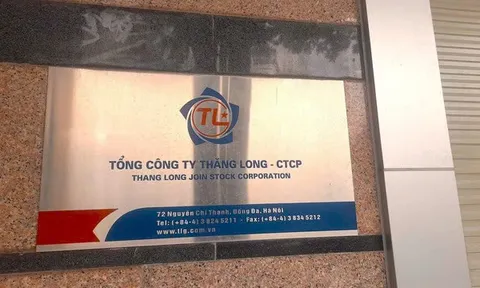 TL
TỔNG CÔNG TY THĂNG LONG - CTCP
THANG LONG JOIN STOCK CORPORATION
72 Nguyễn Chí Thanh, Đống Đa, Hà Nội
Tel: (+84-4) 3 834 5211 - Fax: (+84-4) 3 834 5212
www.tlg.com.vn